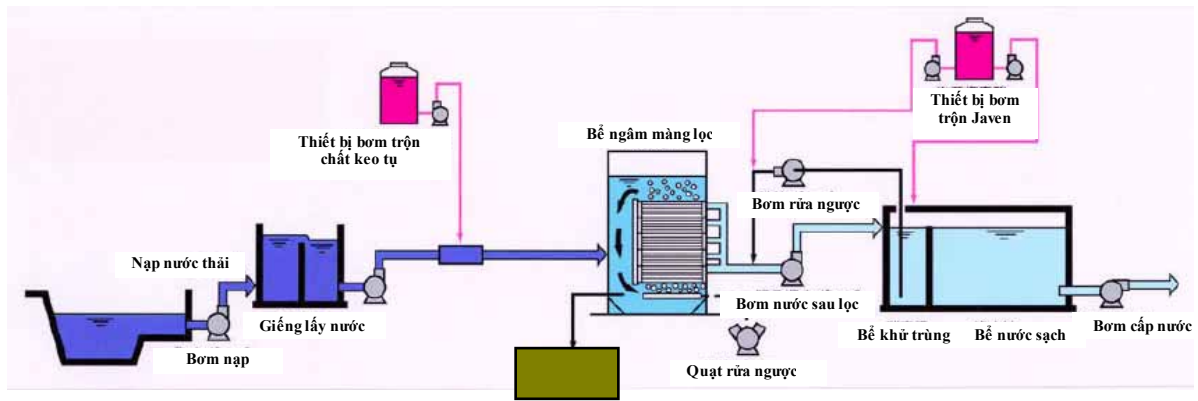 Thiết bị bơm trộn
chất keo tụ
Bể ngâm màng lọc
Thiết bị bơm
trộn Javen
Bơm rửa ngược
Nạp nước thải
Giếng lấy nước
Bơm nạp
Bơm nước sau lọc
Quạt rửa ngược
Bể khử trùng
Bể nước sạch
Bơm cấp nước